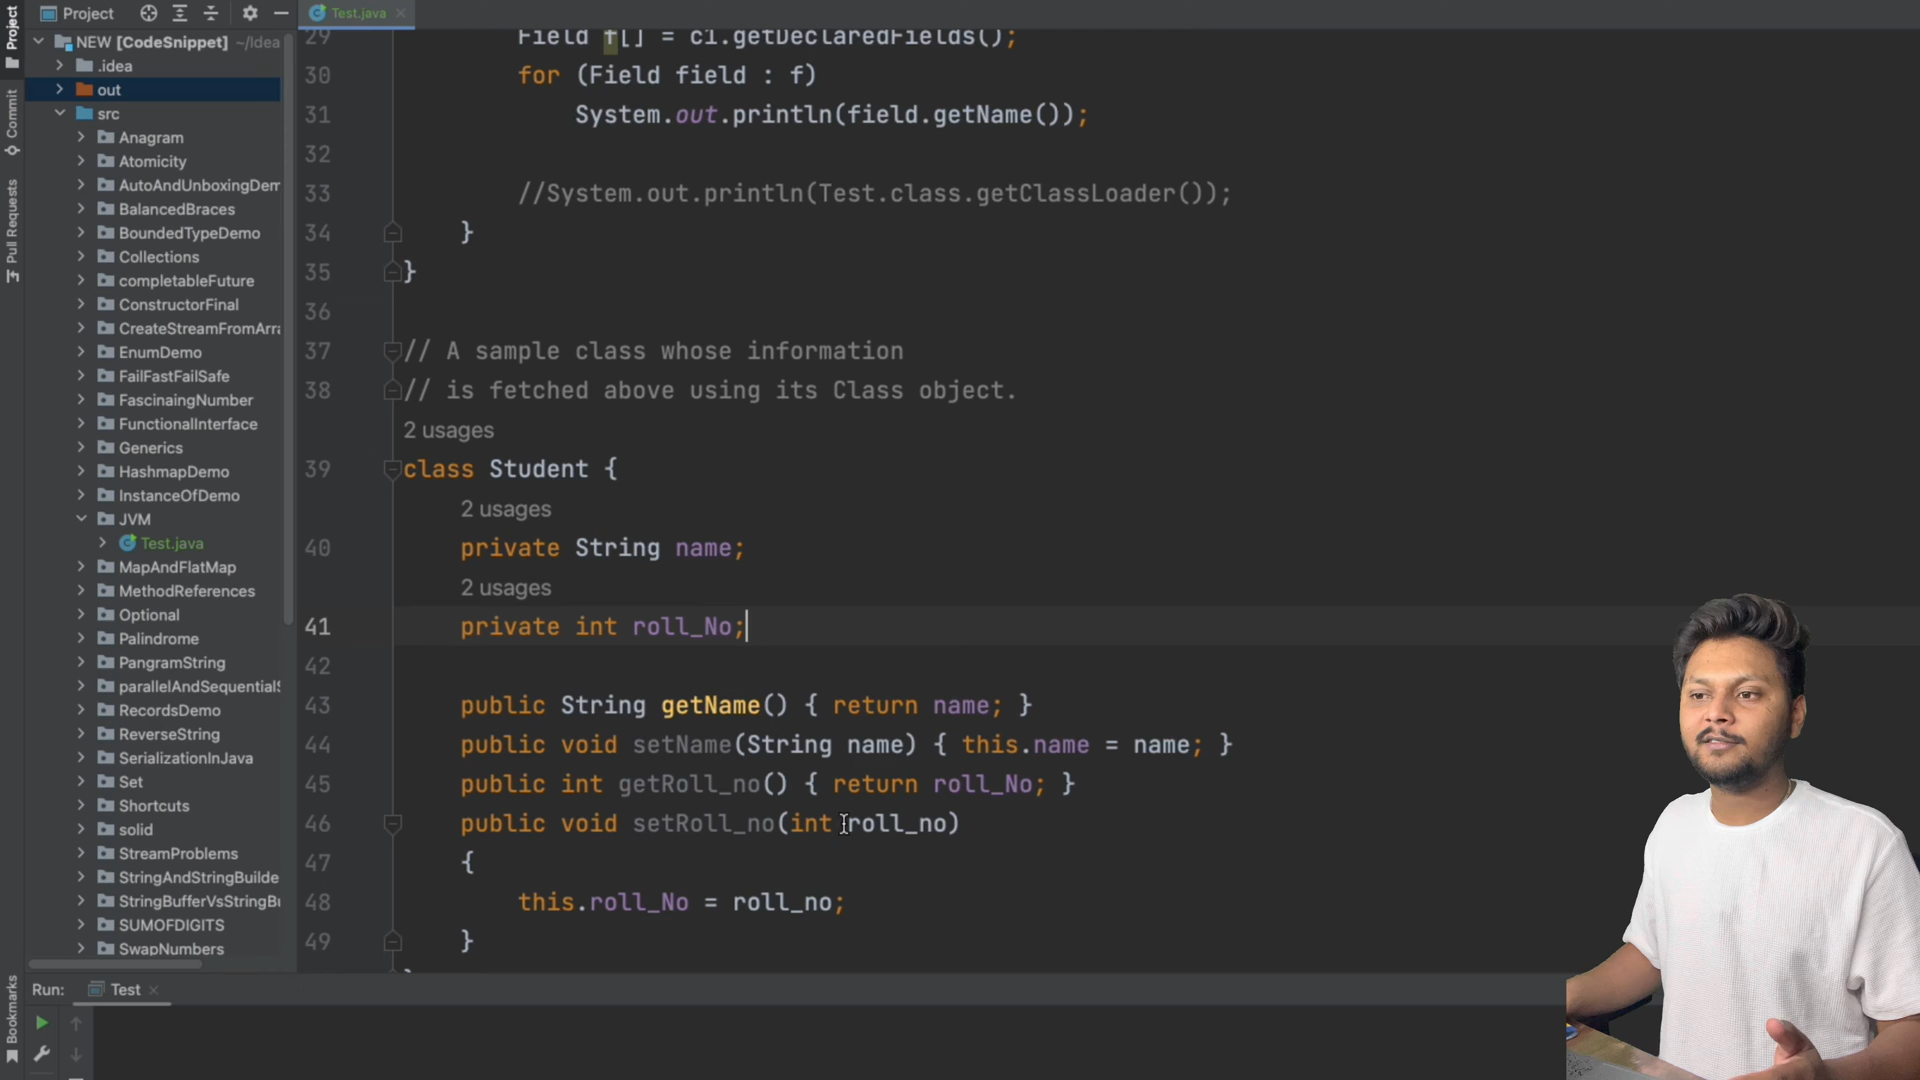 Project
NEW [CodeSnippet] ~/Idea
.idea
out
src
Anagram
Atomicity
AutoAndUnboxingDem
BalancedBraces
BoundedTypeDemo
Collections
completableFuture
ConstructorFinal
CreateStreamFromArra
EnumDemo
FailFastFailSafe
FascinaingNumber
FunctionalInterface
Generics
HashmapDemo
InstanceOfDemo
JVM
Test.java
MapAndFlatMap
MethodReferences
Optional
Palindrome
PangramString
parallelAndSequentialS
RecordsDemo
ReverseString
SerializationInJava
Set
Shortcuts
solid
StreamProblems
StringAndStringBuilde
StringBufferVsStringBu
SUMOFDIGITS
SwapNumbers
Project
Commit
Pull Requests
Bookmarks
Test.java
29 Field f[] = c1.getDeclaredFields();
30 for (Field field : f)
31 System.out.println(field.getName());
32
33 //System.out.println(Test.class.getClassLoader());
34 }
35 }
36
37 // A sample class whose information
38 // is fetched above using its Class object.
2 usages
39 class Student {
2 usages
40 private String name;
2 usages
41 private int roll_No;
42
43 public String getName() { return name; }
44 public void setName(String name) { this.name = name; }
45 public int getRoll_no() { return roll_No; }
46 public void setRoll_no(int roll_no)
47 {
48 this.roll_No = roll_no;
49 }
Run: Test